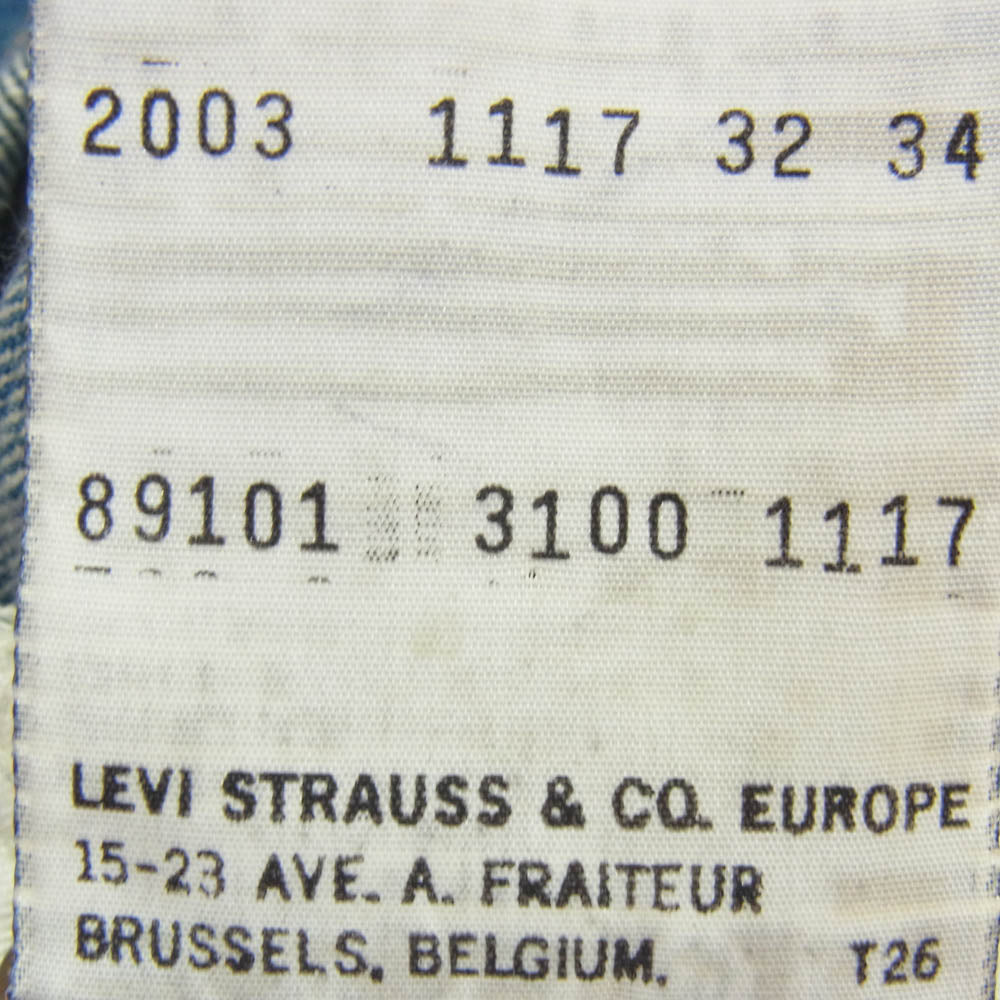 2003 1117 32 34
89101 3100 1117
LEVI STRAUSS & CO. EUROPE
15-23 AVE. A. FRAITEUR
BRUSSELS, BELGIUM. T26